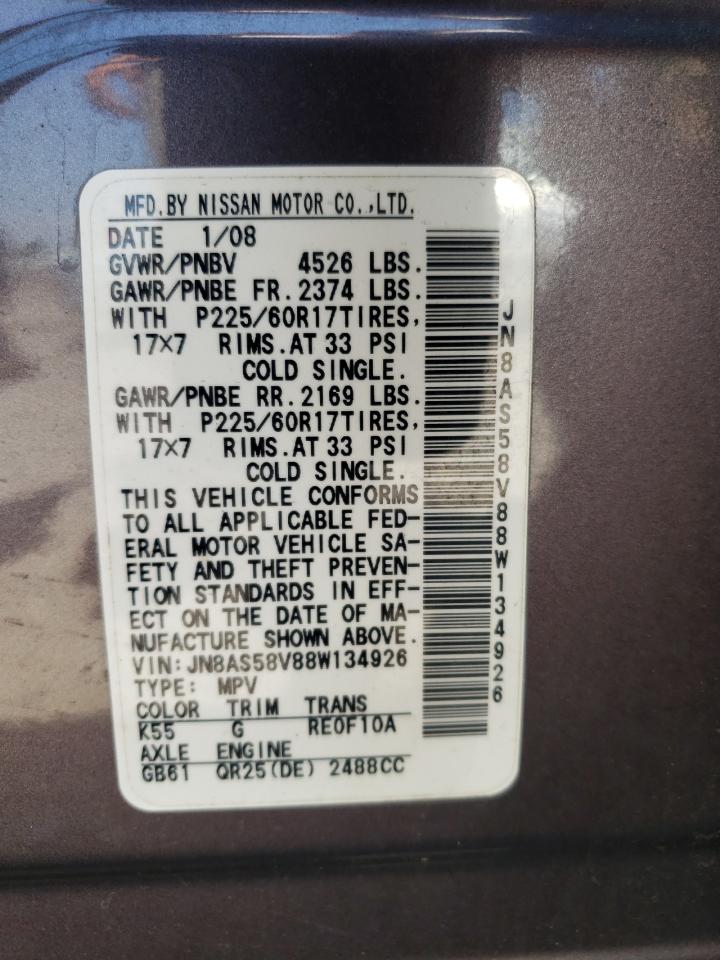 MFD.BY NISSAN MOTOR CO.,LTD.
DATE 1/08
GVWR/PNBV 4526 LBS.
GAWR/PNBE FR.2374 LBS.
WITH P225/60R17TIRES,
17×7 RIMS.AT 33 PSI
COLD SINGLE.
GAWR/PNBE RR.2169 LBS.
WITH P225/60R17TIRES,
17×7 RIMS.AT 33 PSI
COLD SINGLE.
THIS VEHICLE CONFORMS
TO ALL APPLICABLE FED-
ERAL MOTOR VEHICLE SA-
FETY AND THEFT PREVEN-
TION STANDARDS IN EFF-
ECT ON THE DATE OF MA-
NUFACTURE SHOWN ABOVE.
VIN:JN8AS58V88W134926
TYPE: MPV
COLOR TRIM TRANS
K55 G RE0F10A
AXLE ENGINE
GB61 QR25(DE) 2488CC
JN8AS58V88W134926